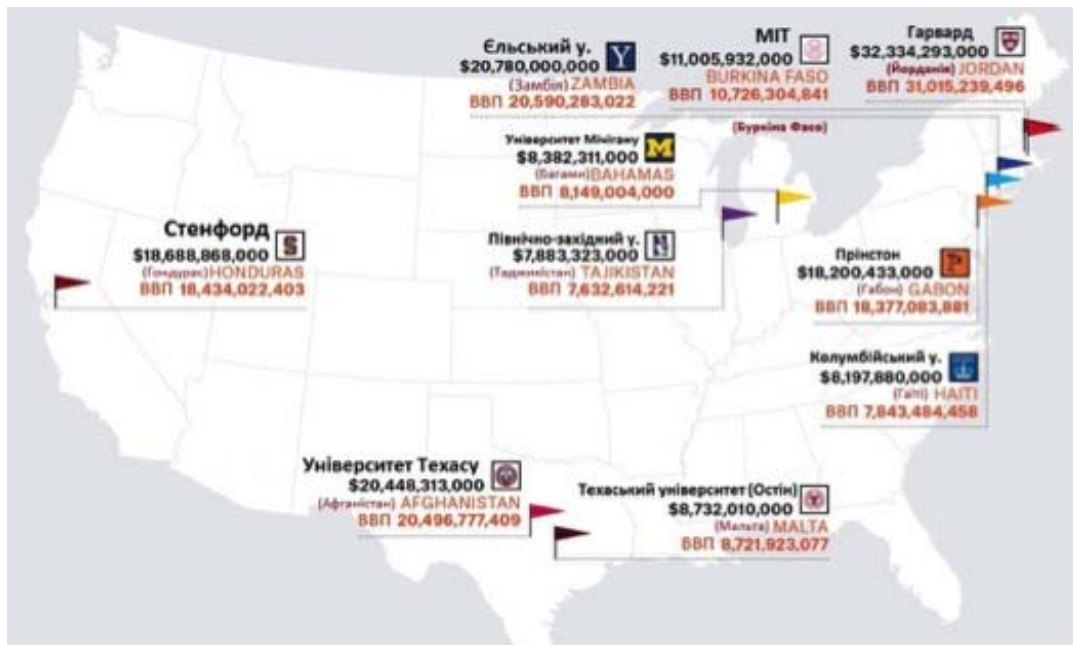 Єльський у.
$20,780,000,000
(Замбія) ZAMBIA
ВВП 20,590,283,022
MIT
$11,005,932,000
BURKINA FASO
ВВП 10,726,304,841
(Буркіна Фасо)
Гарвард
$32,334,293,000
(Йорданія) JORDAN
ВВП 31,015,239,496
Університет Мічігану
$8,382,311,000
(Багами) BAHAMAS
ВВП 8,149,004,000
Стенфорд
$18,688,868,000
(Гондурас) HONDURAS
ВВП 18,434,022,403
Північно-західний у.
$7,883,323,000
(Таджикістан) TAJIKISTAN
ВВП 7,632,614,221
Прінстон
$18,200,433,000
(Габон) GABON
ВВП 18,377,083,881
Колумбійський у.
$8,197,880,000
(Гаїті) HAITI
ВВП 7,843,484,458
Університет Техасу
$20,448,313,000
(Афганістан) AFGHANISTAN
ВВП 20,496,777,409
Техаський університет (Остін)
$8,732,010,000
(Мальта) MALTA
ВВП 8,721,923,077